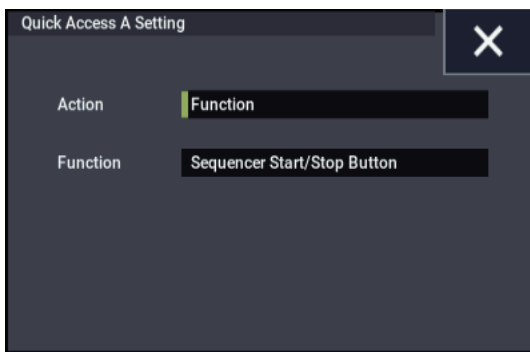 Quick Access A Setting
Action Function
Function Sequencer Start/Stop Button